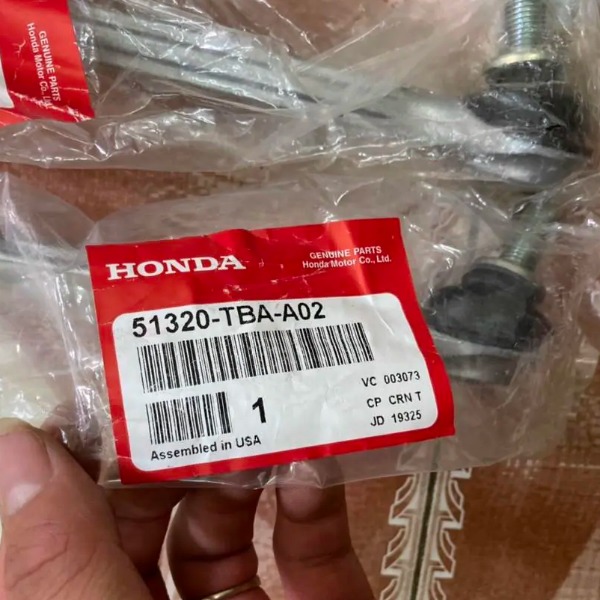 GENUINE PARTS
Honda Motor Co., Ltd.
HONDA
GENUINE PARTS
Honda Motor Co., Ltd.
51320-TBA-A02
VC 003073
1
CP CRN T
JD 19325
Assembled in USA